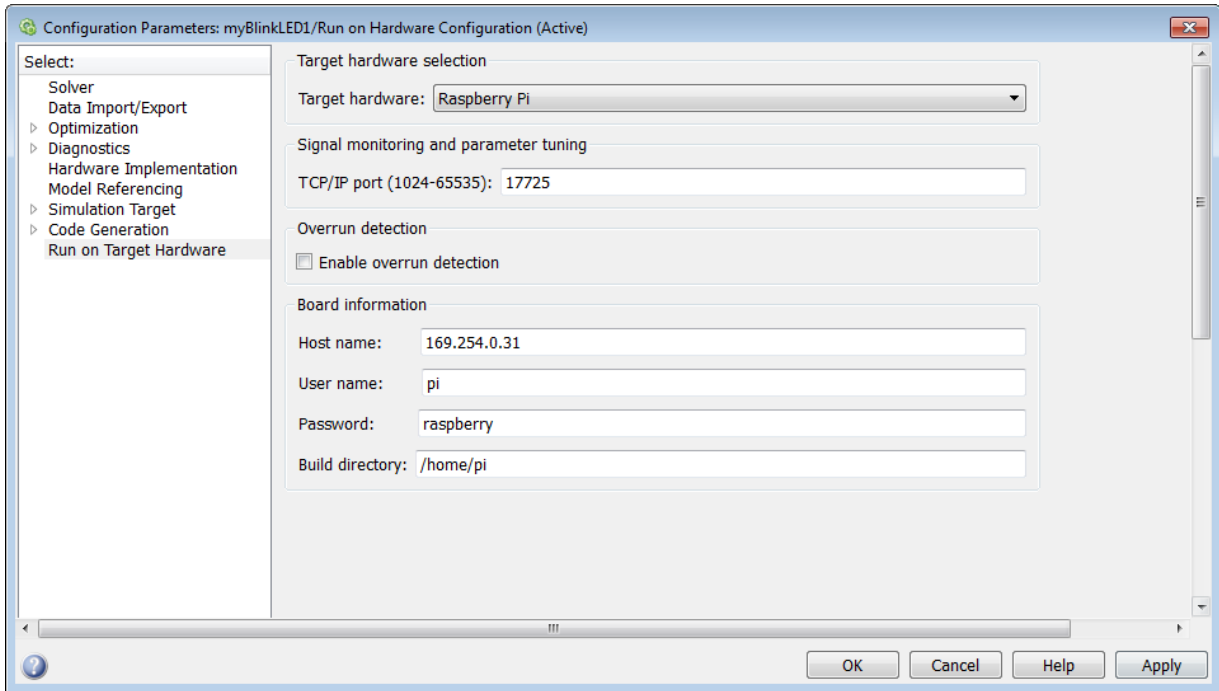 Configuration Parameters: myBlinkLED1/Run on Hardware Configuration (Active)
Select:
Solver
Data Import/Export
Optimization
Diagnostics
Hardware Implementation
Model Referencing
Simulation Target
Code Generation
Run on Target Hardware
Target hardware selection
Target hardware: Raspberry Pi
Signal monitoring and parameter tuning
TCP/IP port (1024-65535): 17725
Overrun detection
Enable overrun detection
Board information
Host name: 169.254.0.31
User name: pi
Password: raspberry
Build directory: /home/pi
OK Cancel Help Apply